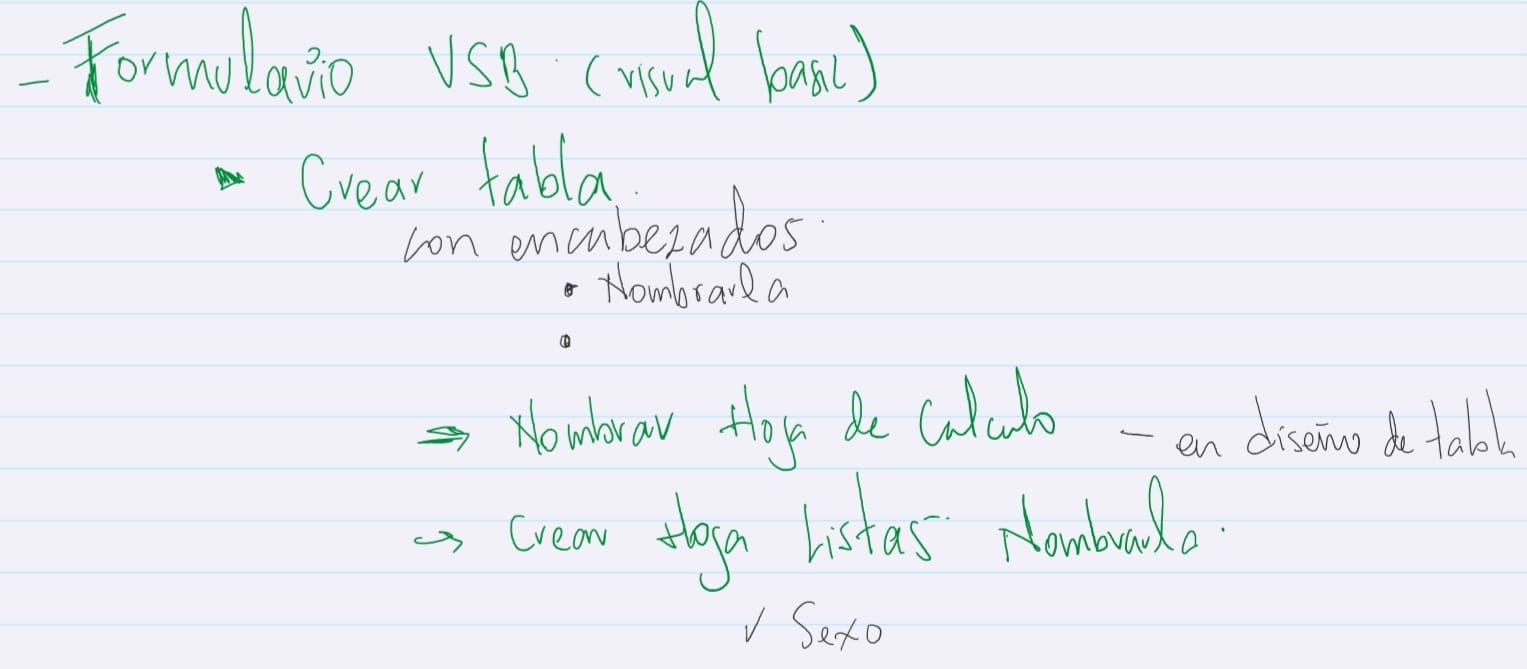 - Formulario VSB (visual basic)
Crear tabla.
con encabezados.
• Nombrarla
•
⇒ Nombrar Hoja de Calculo - en diseño de tabla
→ Crear Hoja Listas Nombrarla.
✓ Sexo